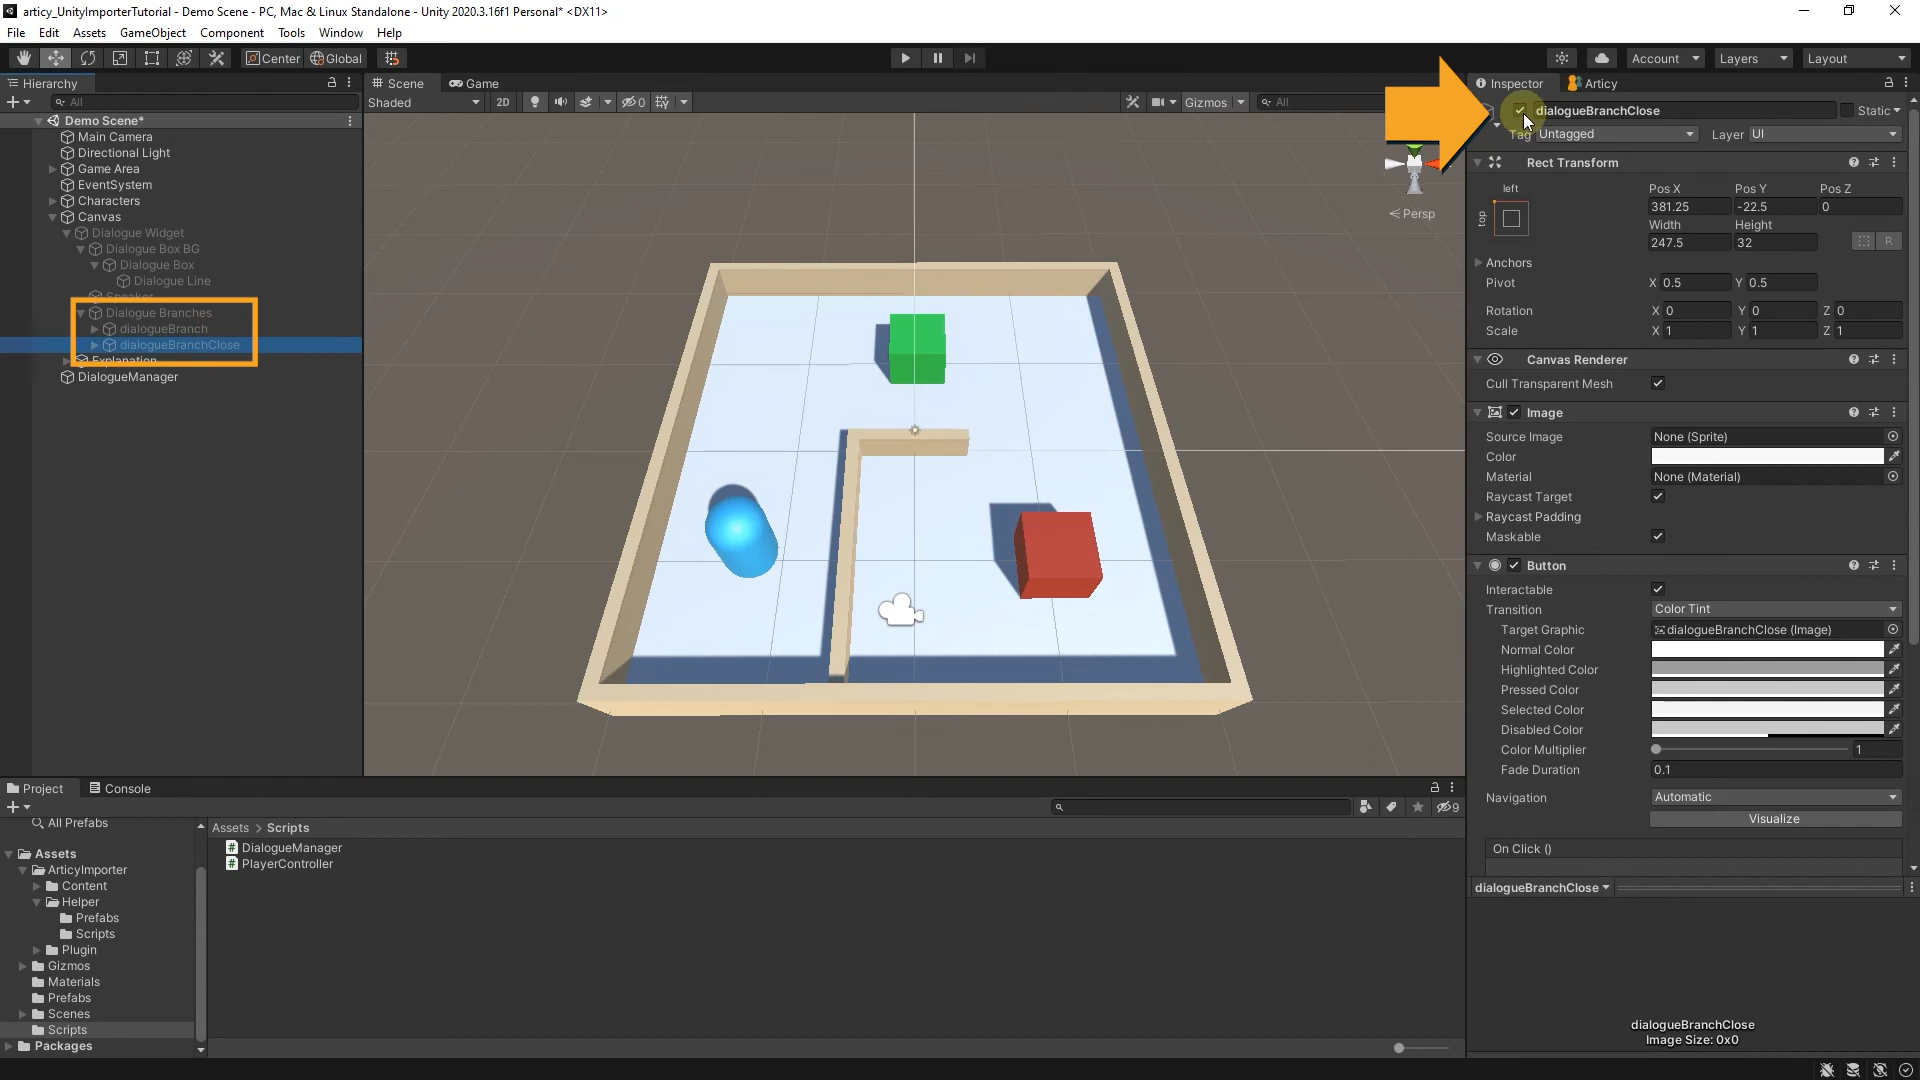 articy_UnityImporterTutorial - Demo Scene - PC, Mac & Linux Standalone - Unity 2020.3.16f1 Personal* <DX11>
File Edit Assets GameObject Component Tools Window Help
Center Global Account Layers Layout
Hierarchy
All
Demo Scene*
Main Camera
Directional Light
Game Area
EventSystem
Characters
Canvas
Dialogue Widget
Dialogue Box BG
Dialogue Box
Dialogue Line
Speaker
Dialogue Branches
dialogueBranch
dialogueBranchClose
Explanation
DialogueManager
Scene Game
Shaded 2D 0 Gizmos All
Persp
Inspector Articy
dialogueBranchClose Static
Tag Untagged Layer UI
Rect Transform
left
top
Pos X Pos Y Pos Z
381.25 -22.5 0
Width Height
247.5 32 R
Anchors
Pivot X 0.5 Y 0.5
Rotation X 0 Y 0 Z 0
Scale X 1 Y 1 Z 1
Canvas Renderer
Cull Transparent Mesh
Image
Source Image None (Sprite)
Color
Material None (Material)
Raycast Target
Raycast Padding
Maskable
Button
Interactable
Transition Color Tint
Target Graphic dialogueBranchClose (Image)
Normal Color
Highlighted Color
Pressed Color
Selected Color
Disabled Color
Color Multiplier 1
Fade Duration 0.1
Navigation Automatic
Visualize
On Click ()
dialogueBranchClose
dialogueBranchClose
Image Size: 0x0
Project Console
9
All Prefabs
Assets
ArticyImporter
Content
Helper
Prefabs
Scripts
Plugin
Gizmos
Materials
Prefabs
Scenes
Scripts
Packages
Assets > Scripts
DialogueManager
PlayerController